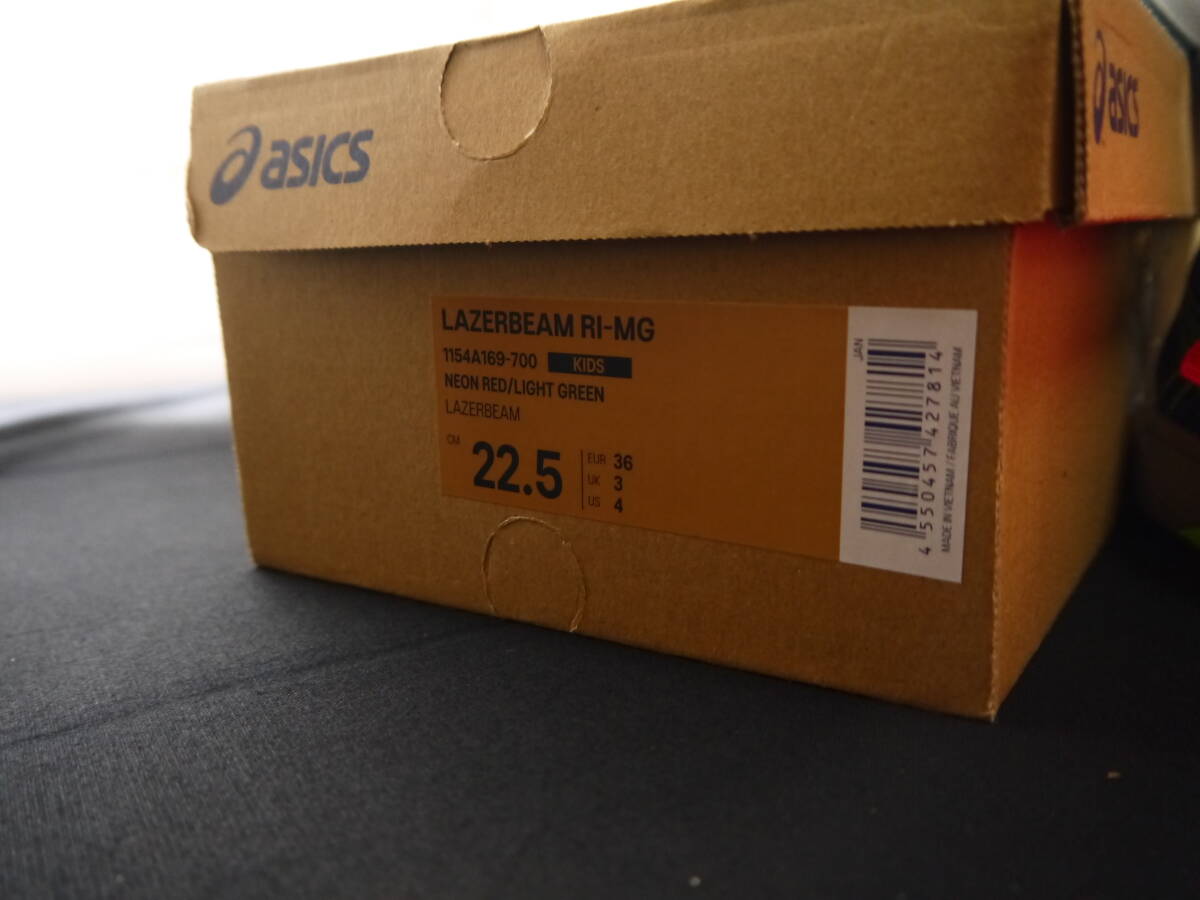 asics
asics
LAZERBEAM RI-MG
1154A169-700 KIDS
NEON RED/LIGHT GREEN
LAZERBEAM
CM 22.5
EUR 36
UK 3
US 4
JAN
4 550457 427814
MADE IN VIETNAM / FABRIQUE AU VIETNAM